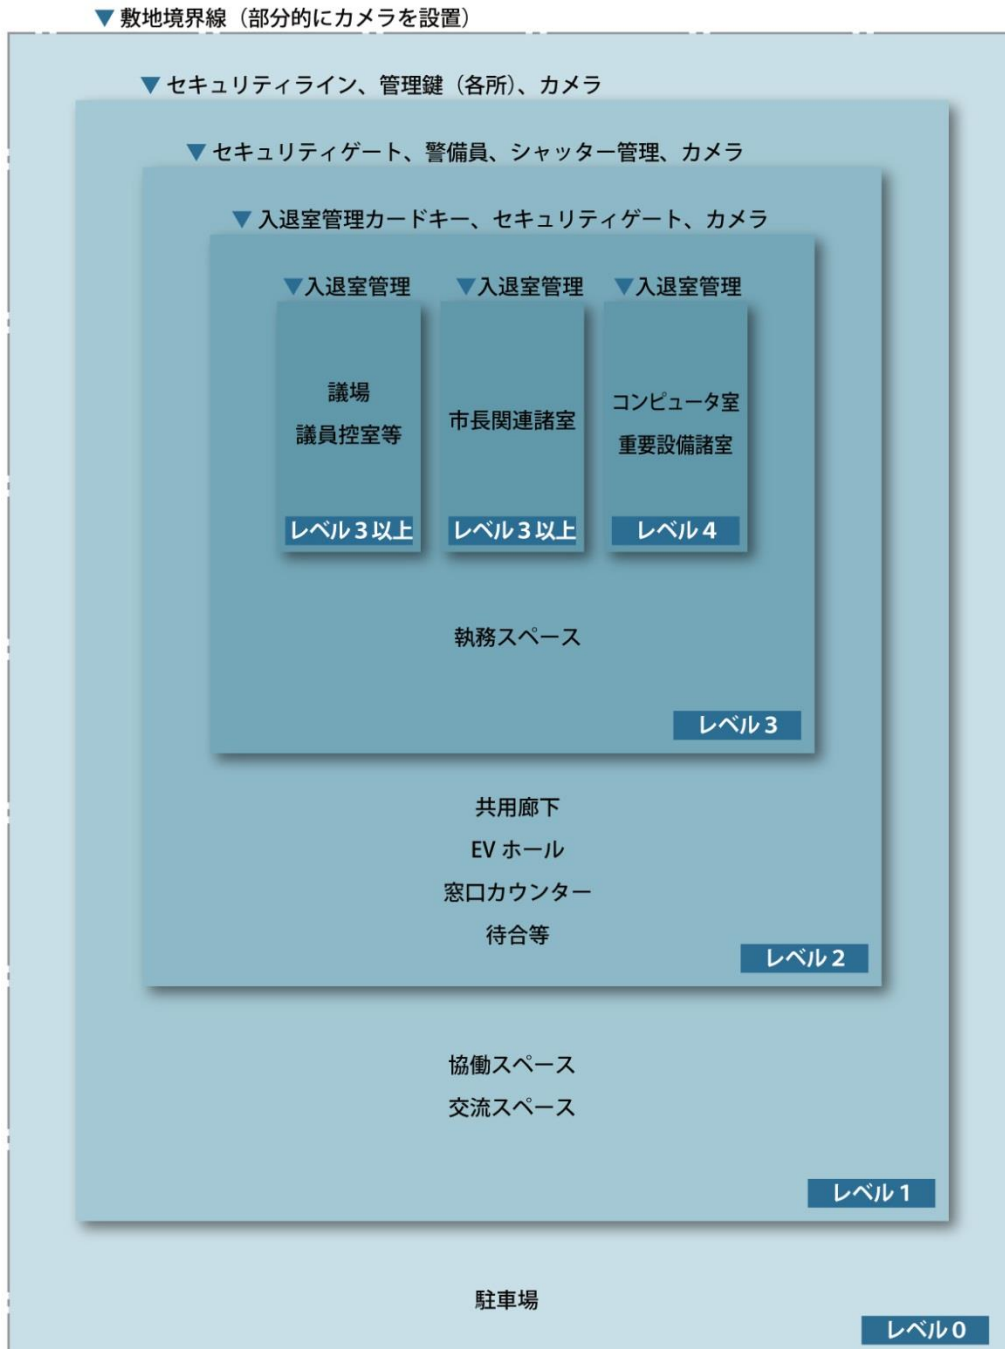 ▼敷地境界線（部分的にカメラを設置）
▼セキュリティライン、管理鍵（各所）、カメラ
▼セキュリティゲート、警備員、シャッター管理、カメラ
▼入退室管理カードキー、セキュリティゲート、カメラ
▼入退室管理
議場
議員控室等
レベル3以上
▼入退室管理
市長関連諸室
レベル3以上
▼入退室管理
コンピュータ室
重要設備諸室
レベル4
執務スペース
レベル3
共用廊下
EVホール
窓口カウンター
待合等
レベル2
協働スペース
交流スペース
レベル1
駐車場
レベル0